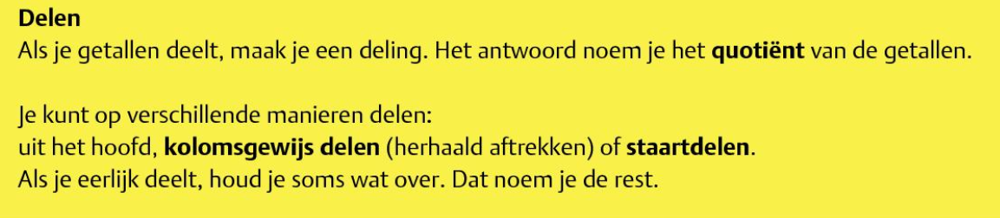 Delen
Als je getallen deelt, maak je een deling. Het antwoord noem je het quotiënt van de getallen.
Je kunt op verschillende manieren delen:
uit het hoofd, kolomsgewijs delen (herhaald aftrekken) of staartdelen.
Als je eerlijk deelt, houd je soms wat over. Dat noem je de rest.